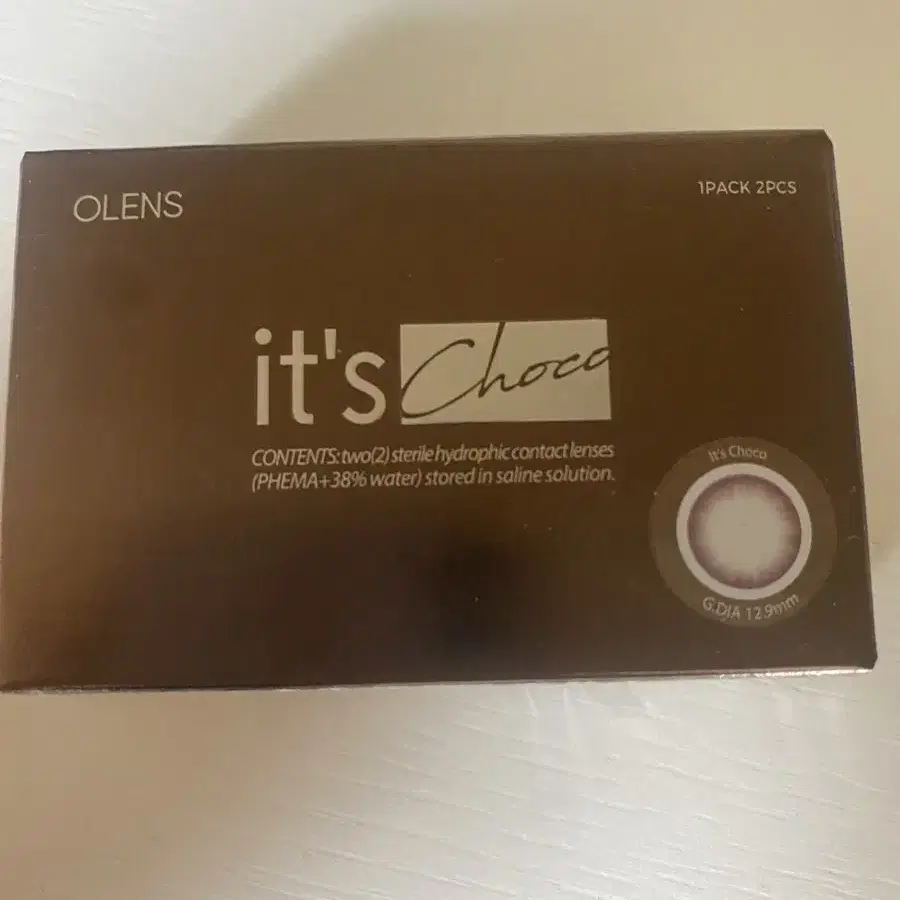 OLENS
1PACK 2PCS
it's Choco
CONTENTS: two(2) sterile hydrophic contact lenses
(PHEMA+38% water) stored in saline solution.
It's Choco
G.DIA 12.9mm